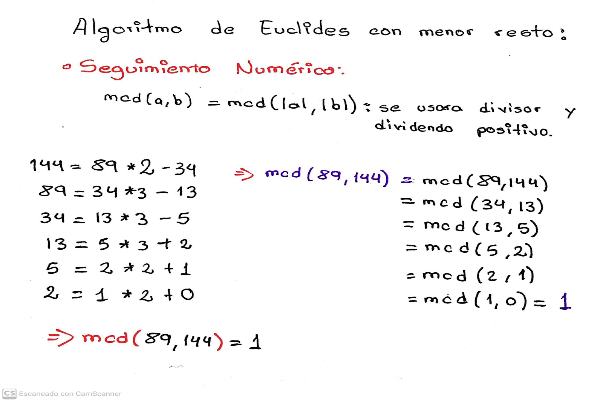 Algoritmo de Euclides con menor resto:
• Seguimiento Numérico:
mcd(a,b) = mcd(|a|,|b|): se usara divisor y
dividendo positivo.
144 = 89 * 2 - 34
89 = 34 * 3 - 13
34 = 13 * 3 - 5
13 = 5 * 3 + 2
5 = 2 * 2 + 1
2 = 1 * 2 + 0
⇒ mcd(89,144) = mcd(89,144)
= mcd(34,13)
= mcd(13,5)
= mcd(5,2)
= mcd(2,1)
= mcd(1,0) = 1
⇒ mcd(89,144) = 1
CS Escaneado con CamScanner